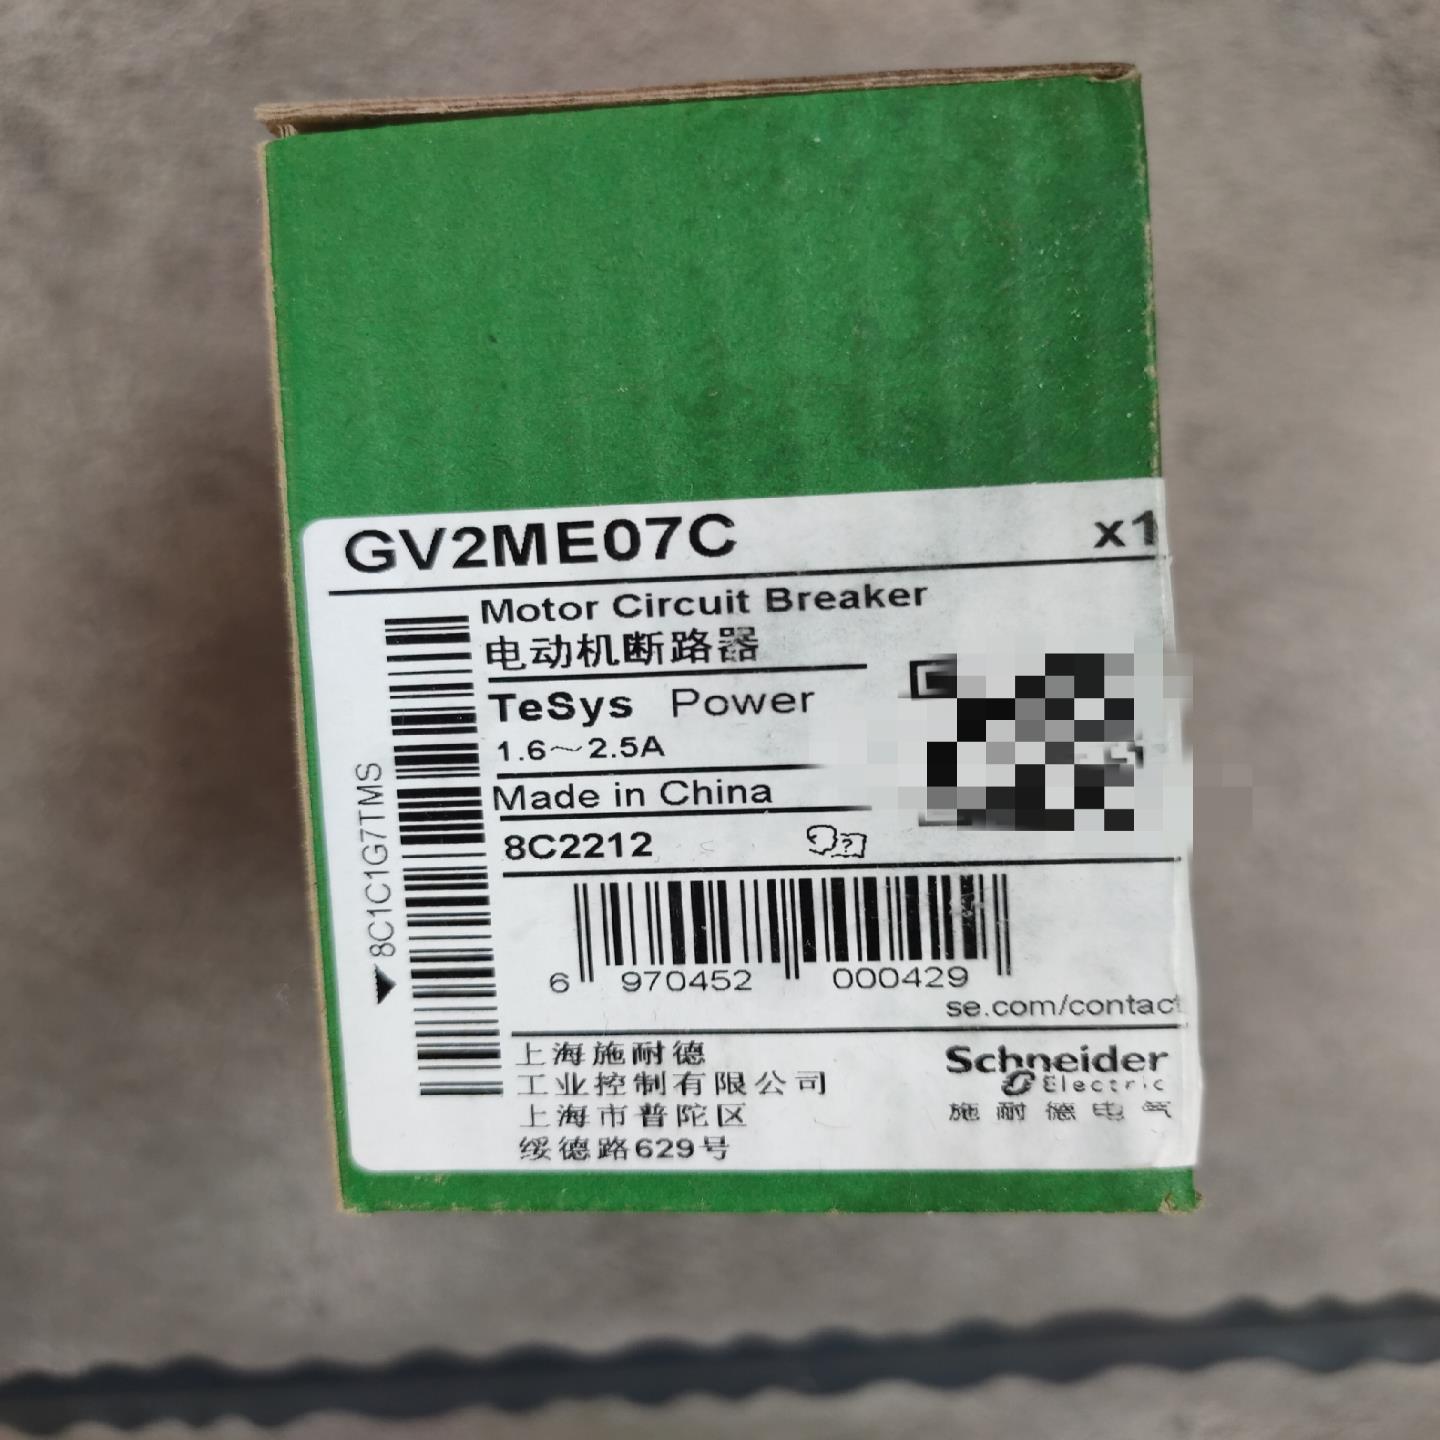 GV2ME07C
x1
Motor Circuit Breaker
电动机断路器
TeSys Power
1.6～2.5A
Made in China
8C2212
8C1C1G7TMS
6 970452 000429
se.com/contact
上海施耐德
工业控制有限公司
上海市普陀区
绥德路629号
Schneider
Electric
施耐德电气